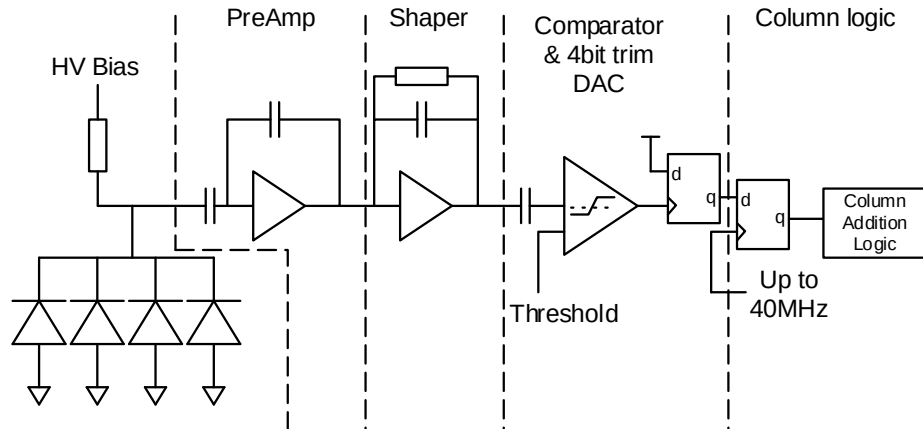 PreAmp
Shaper
Comparator
& 4bit trim
DAC
Column logic
HV Bias
d
q
d
q
Column
Addition
Logic
Threshold
Up to
40MHz